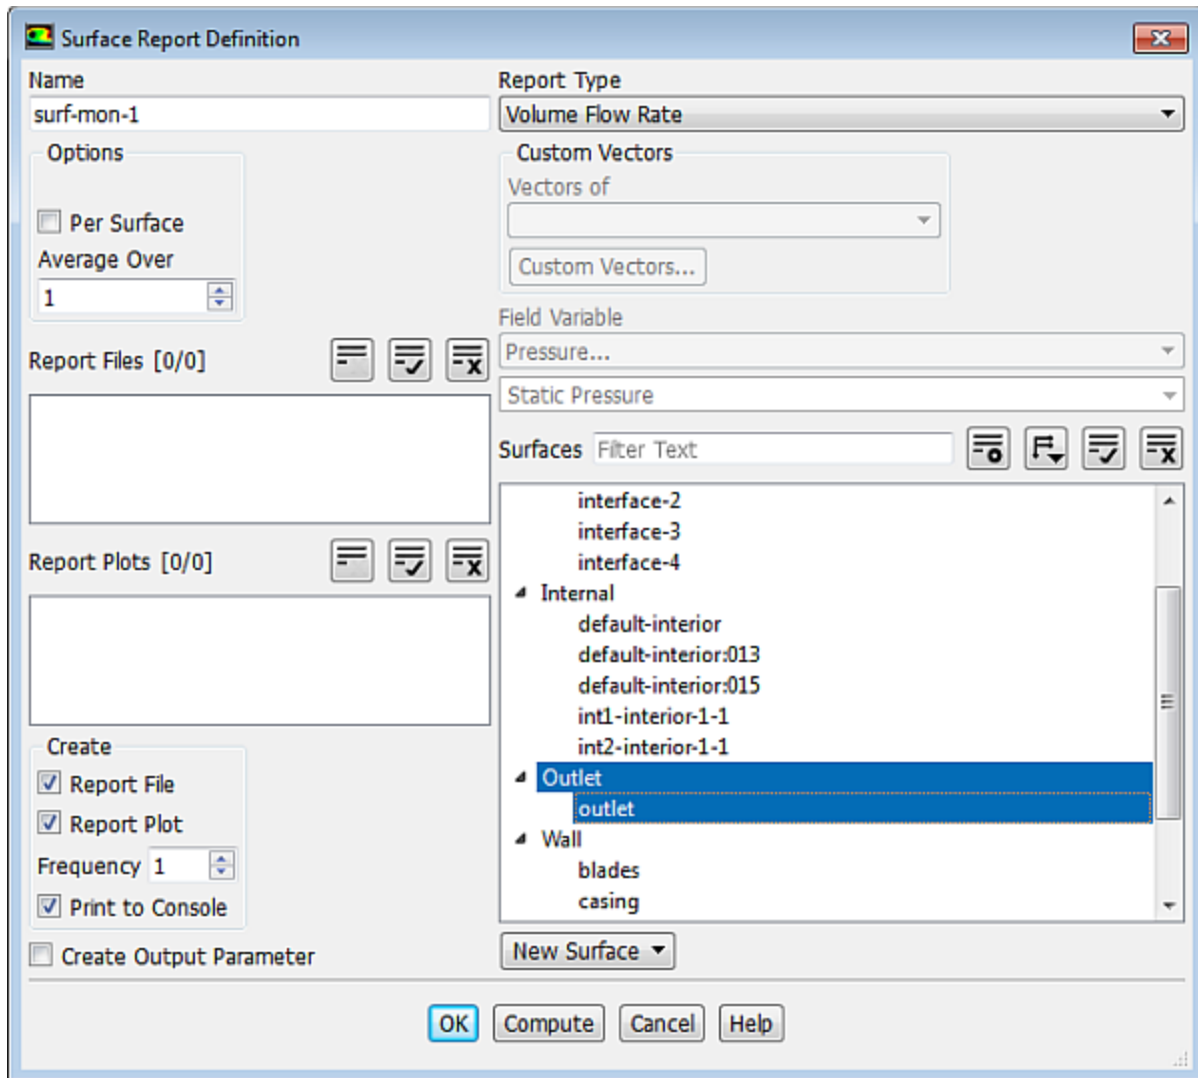 Surface Report Definition
Name
surf-mon-1
Report Type
Volume Flow Rate
Options
Per Surface
Average Over
1
Custom Vectors
Vectors of
Custom Vectors...
Field Variable
Pressure...
Static Pressure
Report Files [0/0]
Surfaces Filter Text
interface-2
interface-3
interface-4
Internal
default-interior
default-interior:013
default-interior:015
int1-interior-1-1
int2-interior-1-1
Outlet
outlet
Wall
blades
casing
Report Plots [0/0]
Create
Report File
Report Plot
Frequency 1
Print to Console
Create Output Parameter
New Surface
OK Compute Cancel Help